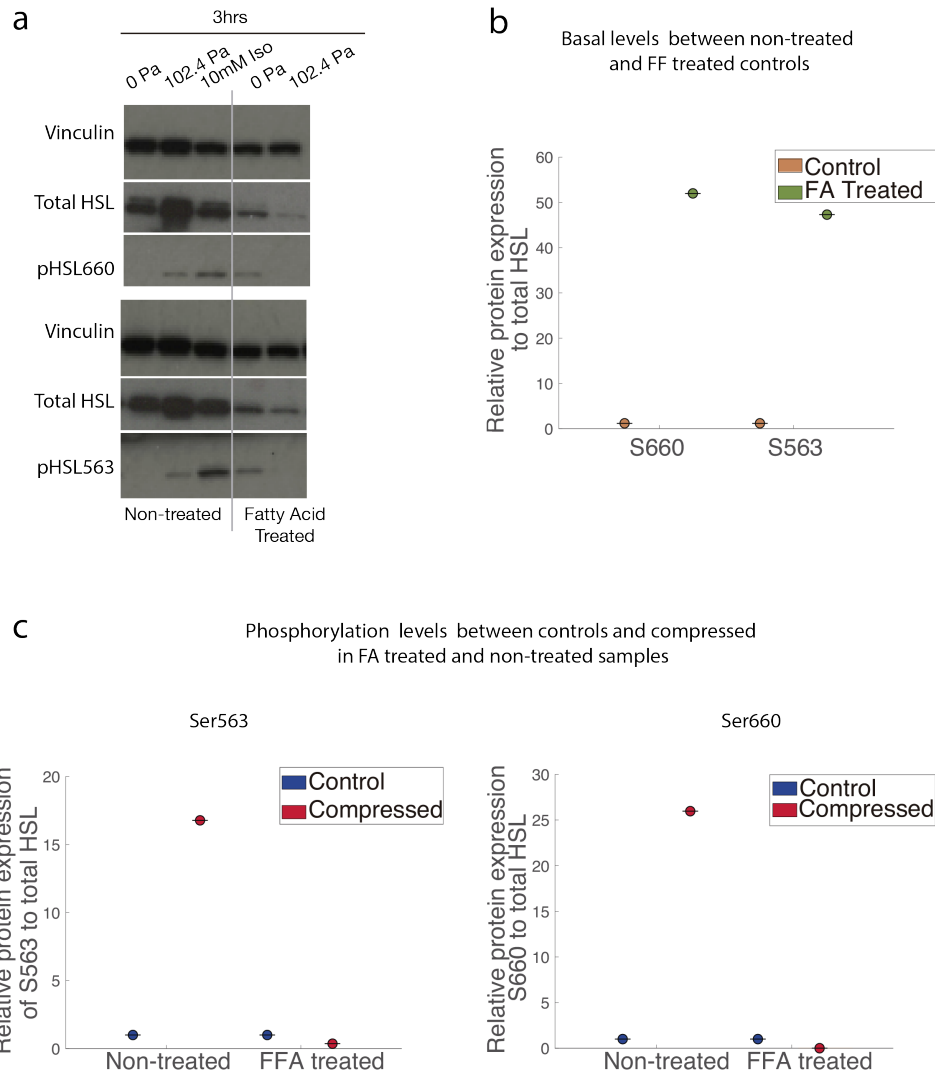 a
3hrs
0 Pa
102.4 Pa
10mM Iso
0 Pa
102.4 Pa
Vinculin
Total HSL
pHSL660
Vinculin
Total HSL
pHSL563
Non-treated
Fatty Acid
Treated
b
Basal levels between non-treated
and FF treated controls
Relative protein expression
to total HSL
60
50
40
30
20
10
0
Control
FA Treated
S660
S563
c
Phosphorylation levels between controls and compressed
in FA treated and non-treated samples
Ser563
Relative protein expression
of S563 to total HSL
20
15
10
5
0
Control
Compressed
Non-treated
FFA treated
Ser660
Relative protein expression
S660 to total HSL
30
25
20
15
10
5
0
Control
Compressed
Non-treated
FFA treated